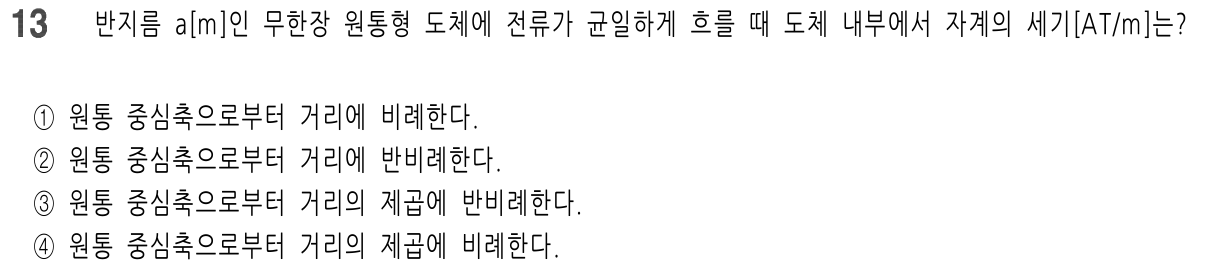 13 반지름 a[m]인 무한장 원통형 도체에 전류가 균일하게 흐를 때 도체 내부에서 자계의 세기[AT/m]는?
① 원통 중심축으로부터 거리에 비례한다.
② 원통 중심축으로부터 거리에 반비례한다.
③ 원통 중심축으로부터 거리의 제곱에 반비례한다.
④ 원통 중심축으로부터 거리의 제곱에 비례한다.